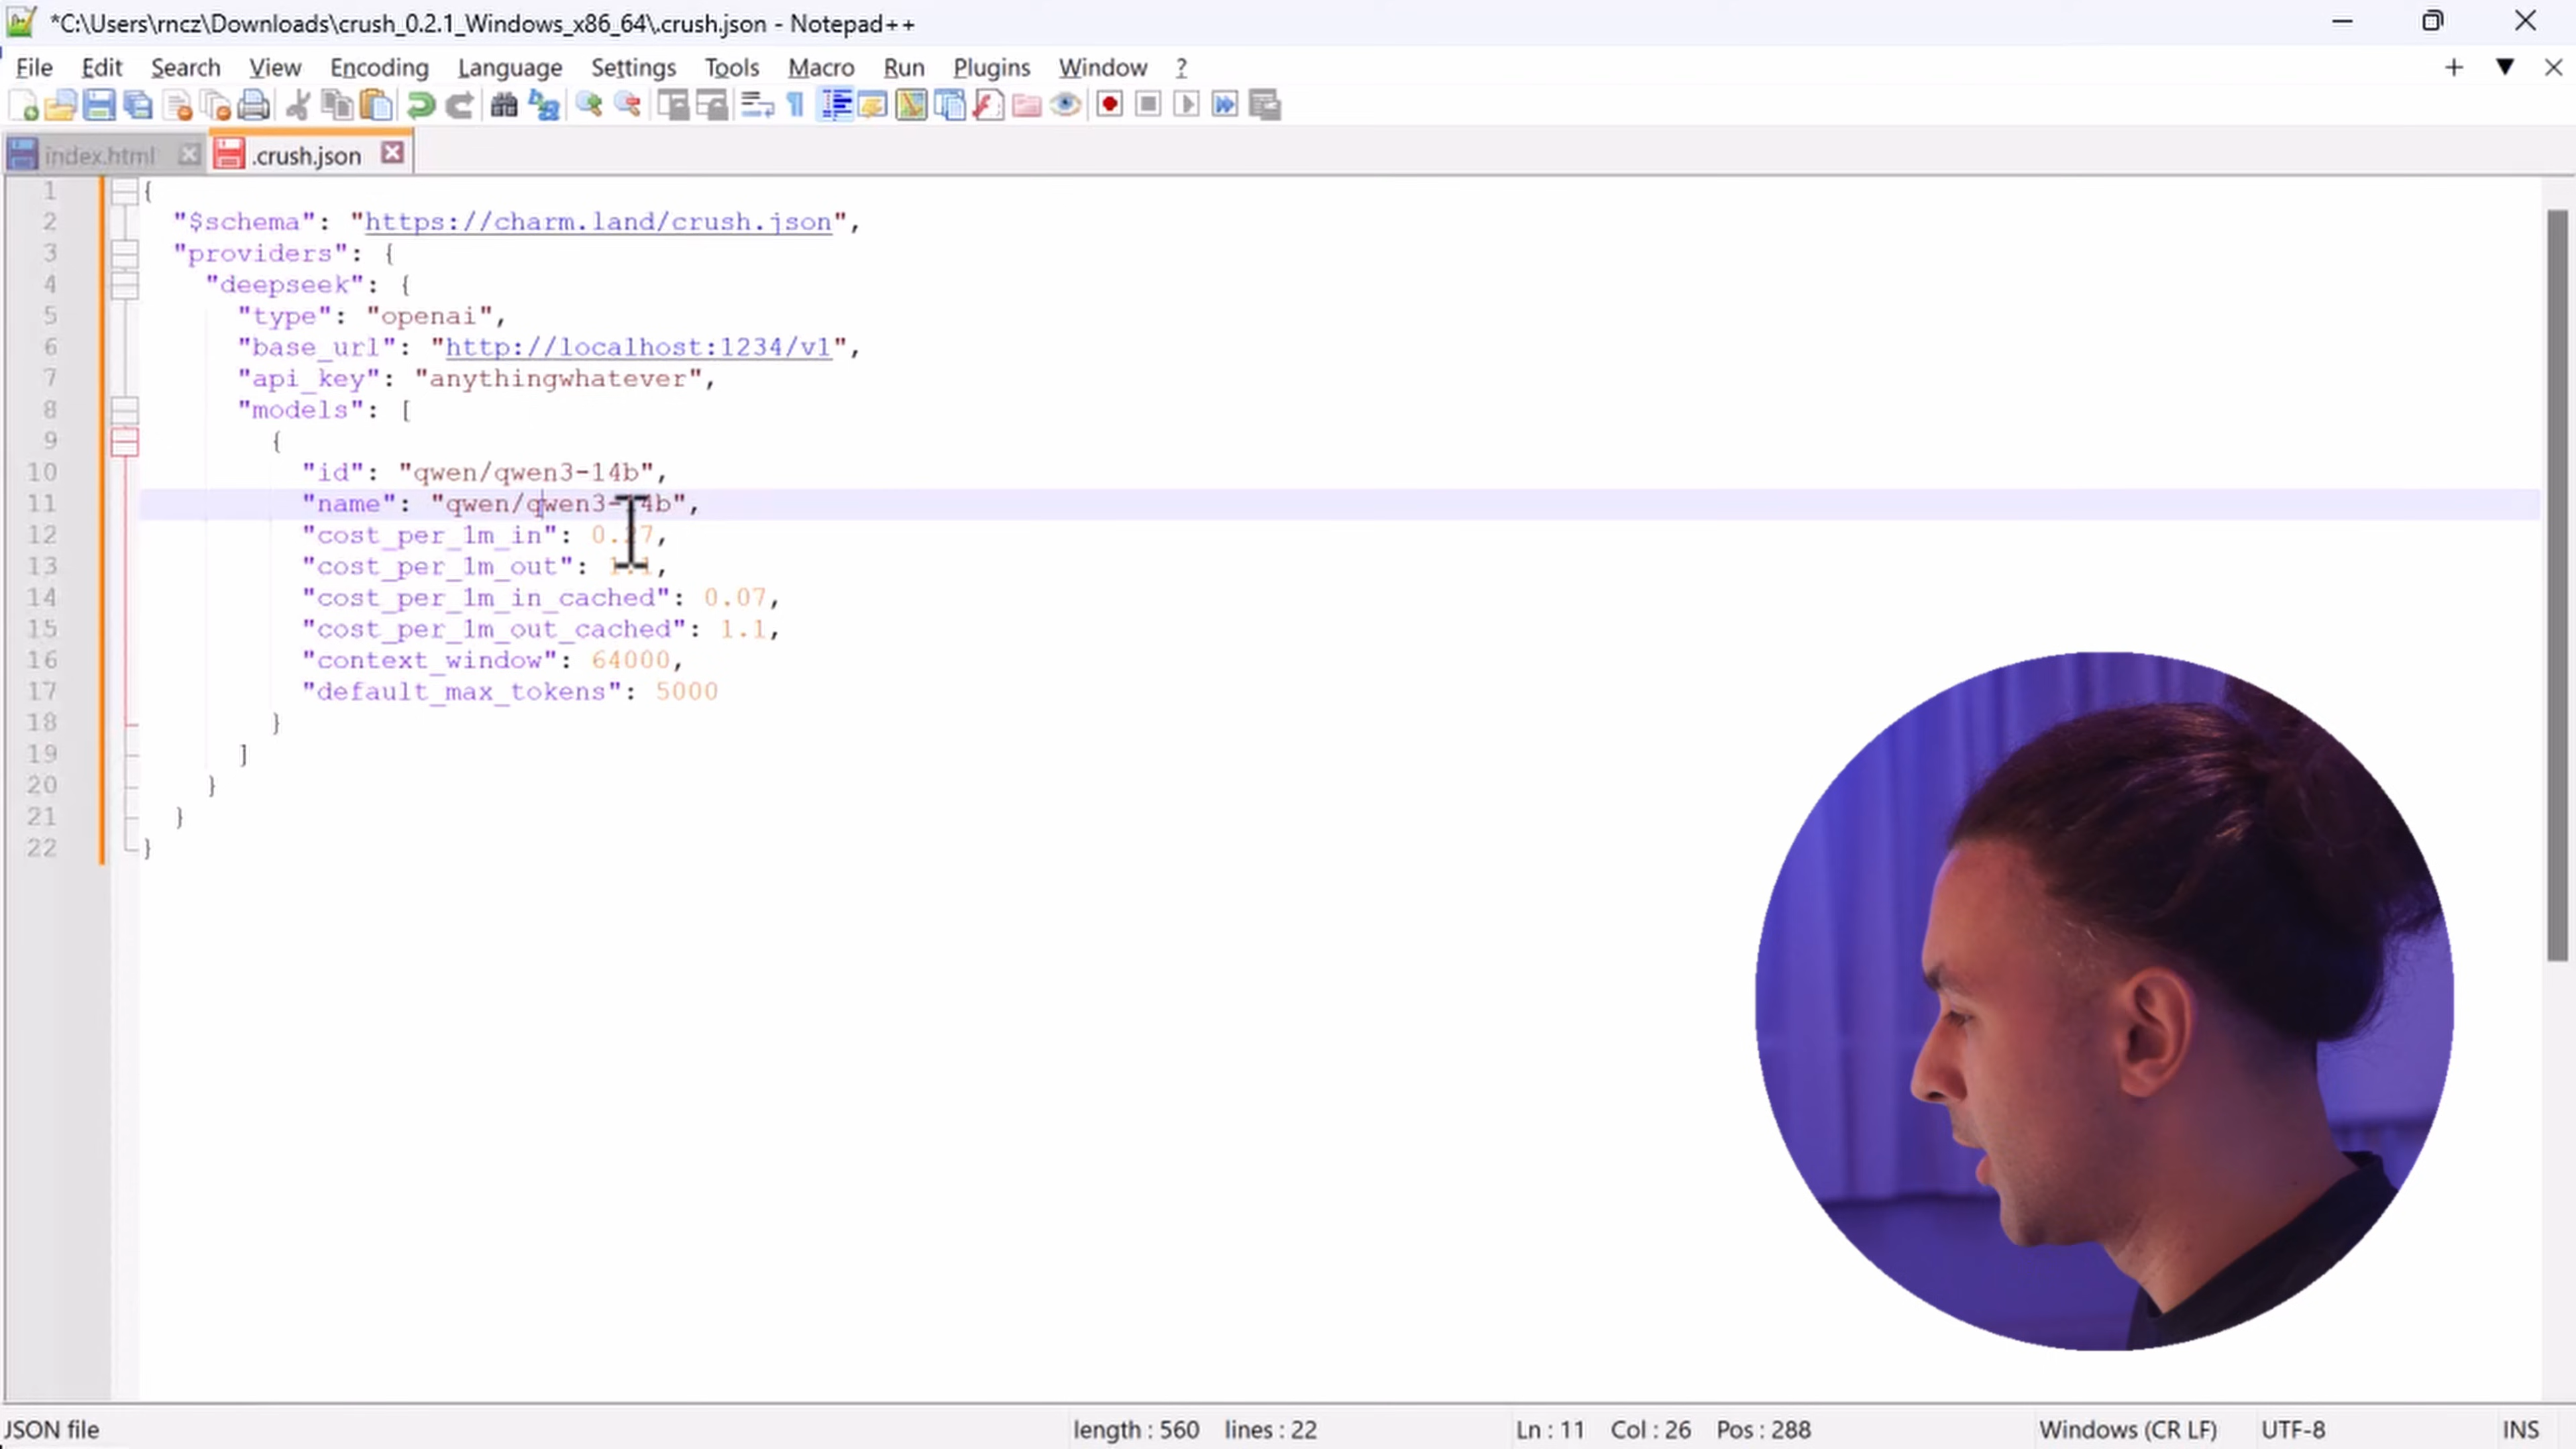 *C:\Users\rncz\Downloads\crush_0.2.1_Windows_x86_64\.crush.json - Notepad++
File Edit Search View Encoding Language Settings Tools Macro Run Plugins Window ?
index.html .crush.json
1 {
2 "$schema": "https://charm.land/crush.json",
3 "providers": {
4 "deepseek": {
5 "type": "openai",
6 "base_url": "http://localhost:1234/v1",
7 "api_key": "anythingwhatever",
8 "models": [
9 {
10 "id": "qwen/qwen3-14b",
11 "name": "qwen/qwen3-14b",
12 "cost_per_1m_in": 0.27,
13 "cost_per_1m_out": 1.1,
14 "cost_per_1m_in_cached": 0.07,
15 "cost_per_1m_out_cached": 1.1,
16 "context_window": 64000,
17 "default_max_tokens": 5000
18 }
19 ]
20 }
21 }
22 }
JSON file length : 560 lines : 22 Ln : 11 Col : 26 Pos : 288 Windows (CR LF) UTF-8 INS